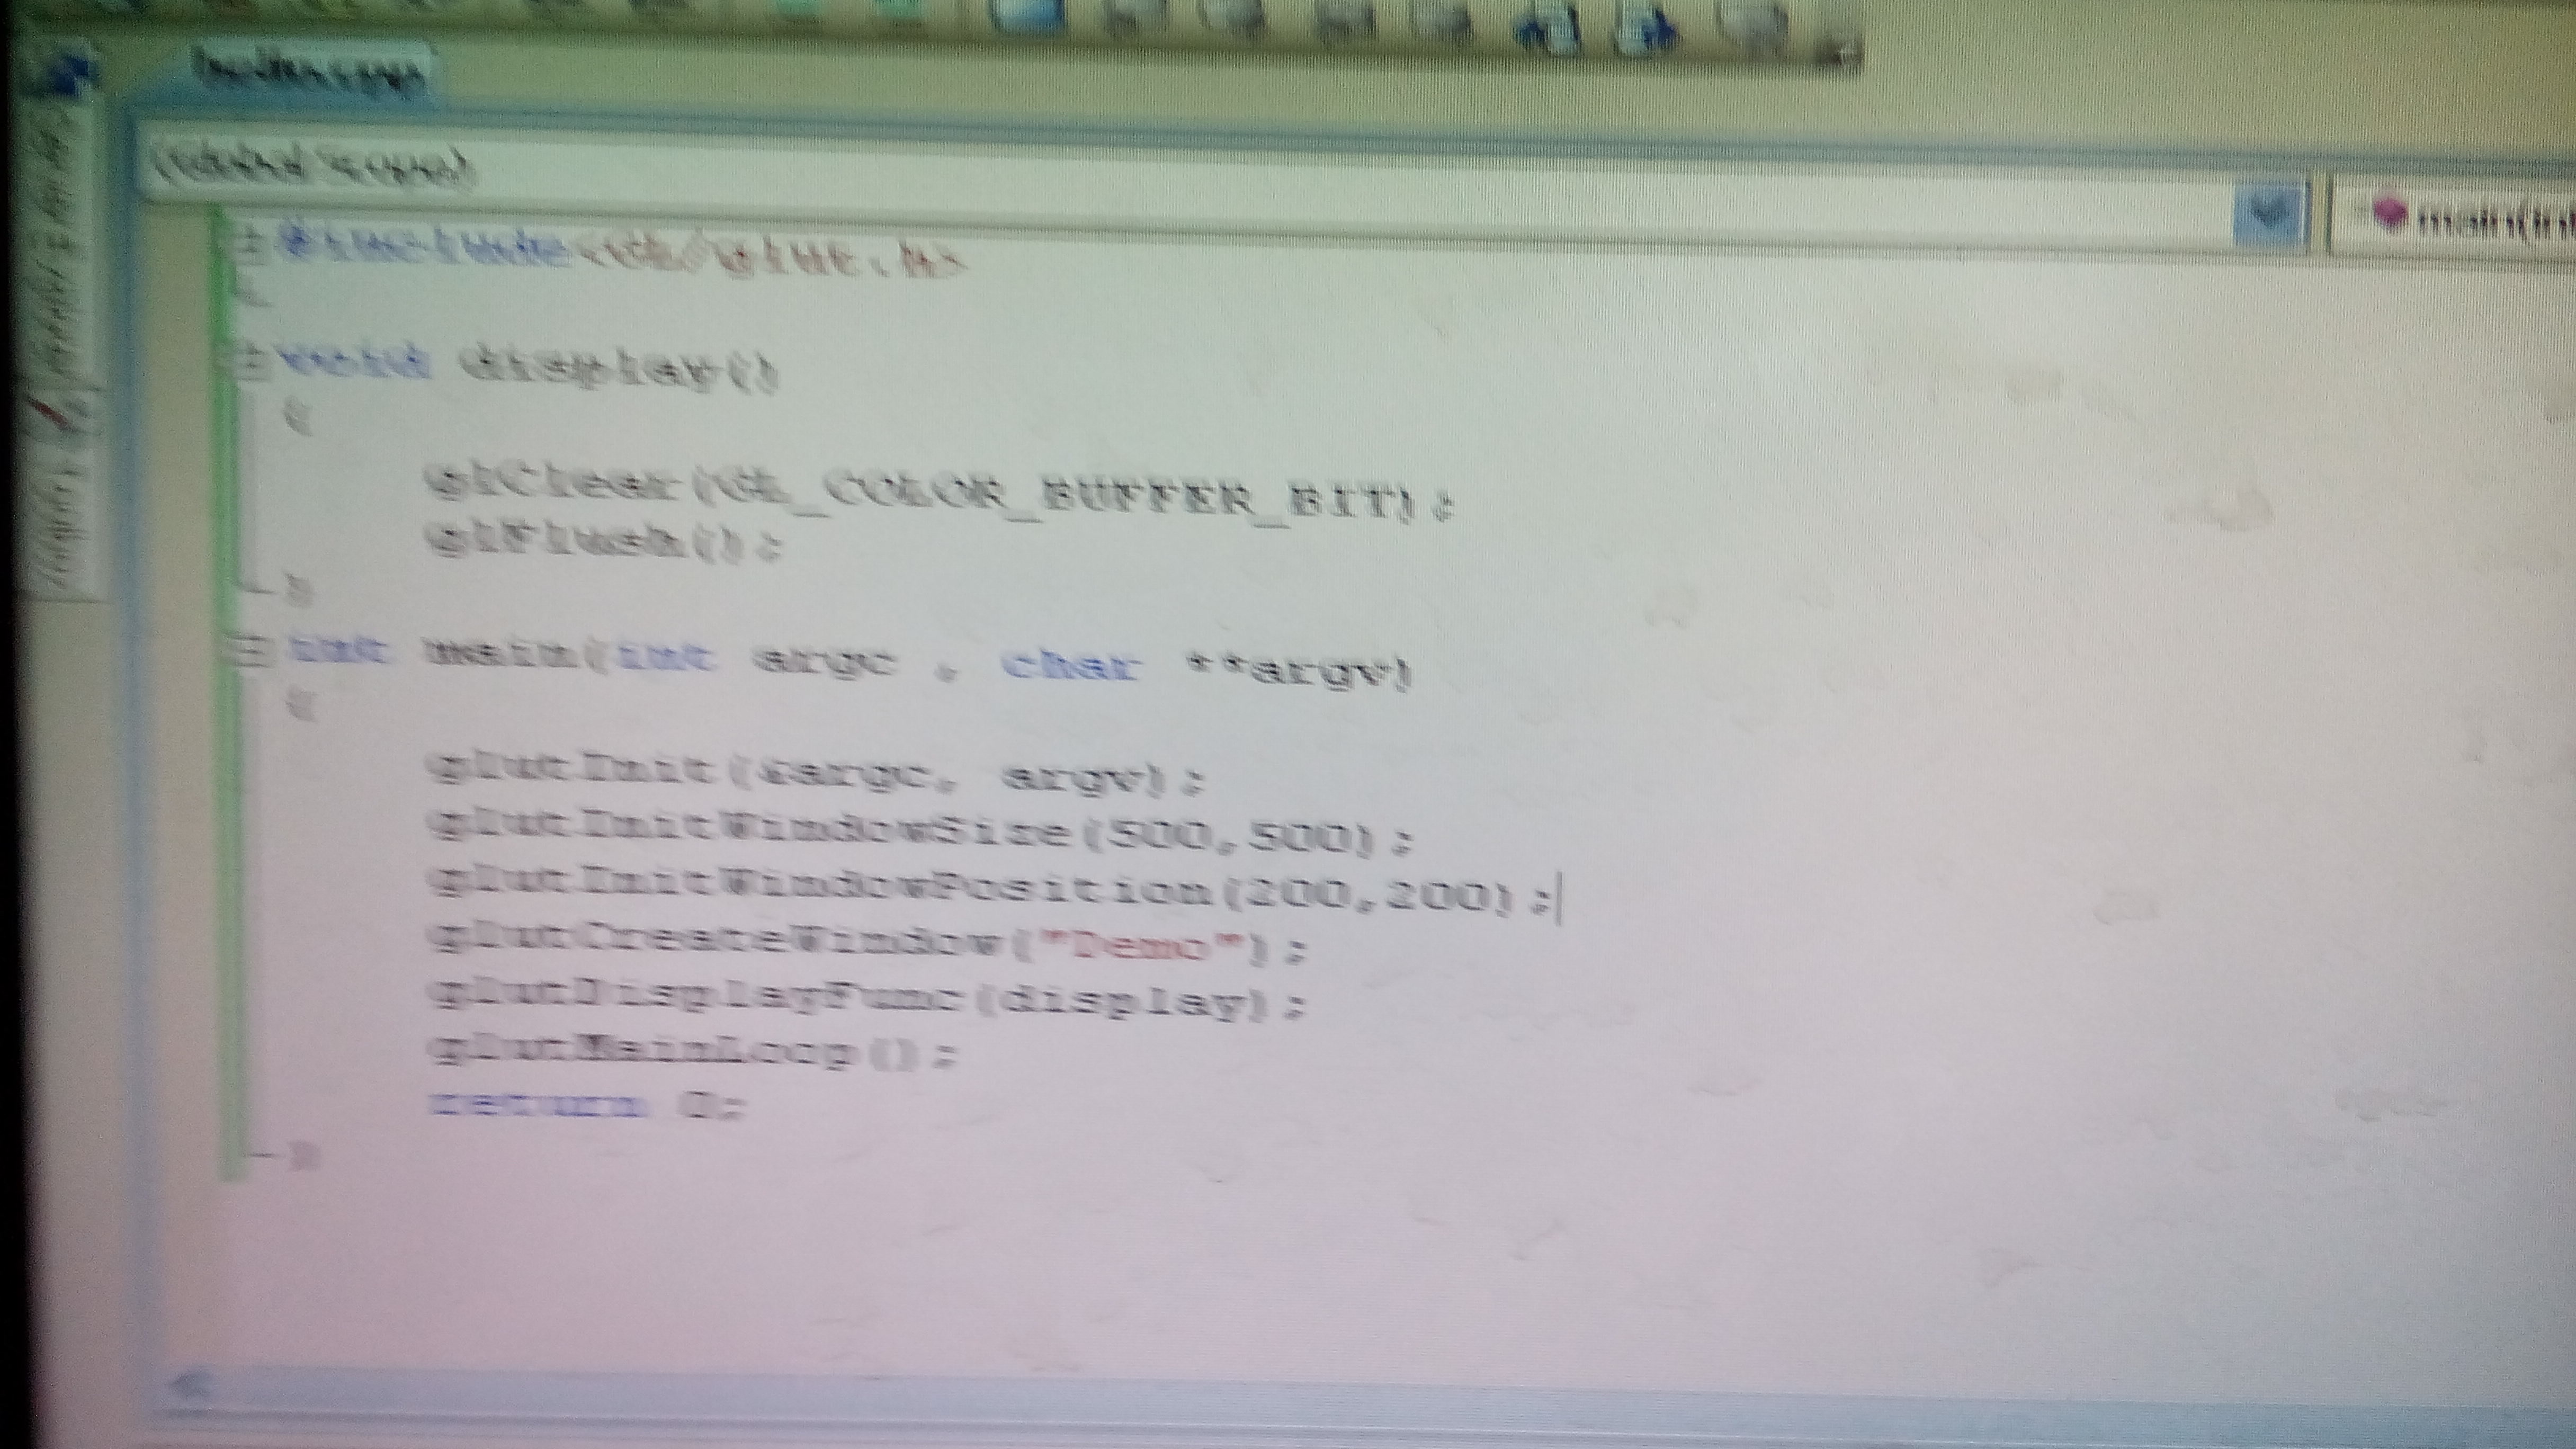 (Global Scope)
main(int
#include<GL/glut.h>
void display()
{
glClear(GL_COLOR_BUFFER_BIT);
glFlush();
}
int main(int argc , char **argv)
{
glutInit(&argc, argv);
glutInitWindowSize(500,500);
glutInitWindowPosition(200,200);
glutCreateWindow("Demo");
glutDisplayFunc(display);
glutMainLoop();
return 0;
}